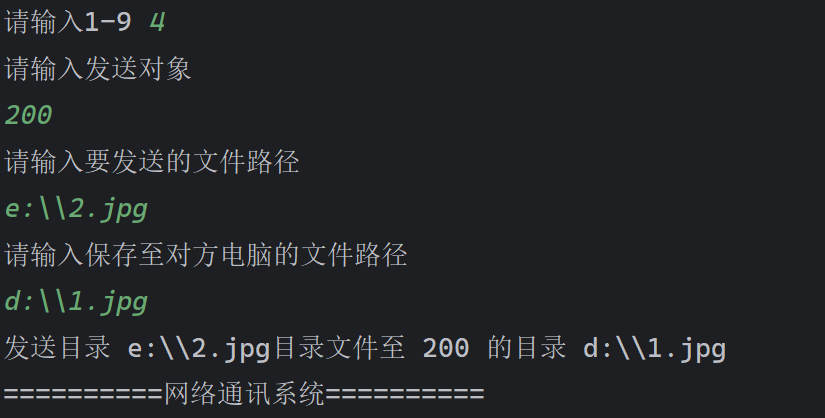 请输入1-9 4
请输入发送对象
200
请输入要发送的文件路径
e:\\2.jpg
请输入保存至对方电脑的文件路径
d:\\1.jpg
发送目录 e:\\2.jpg目录文件至 200 的目录 d:\\1.jpg
==========网络通讯系统==========